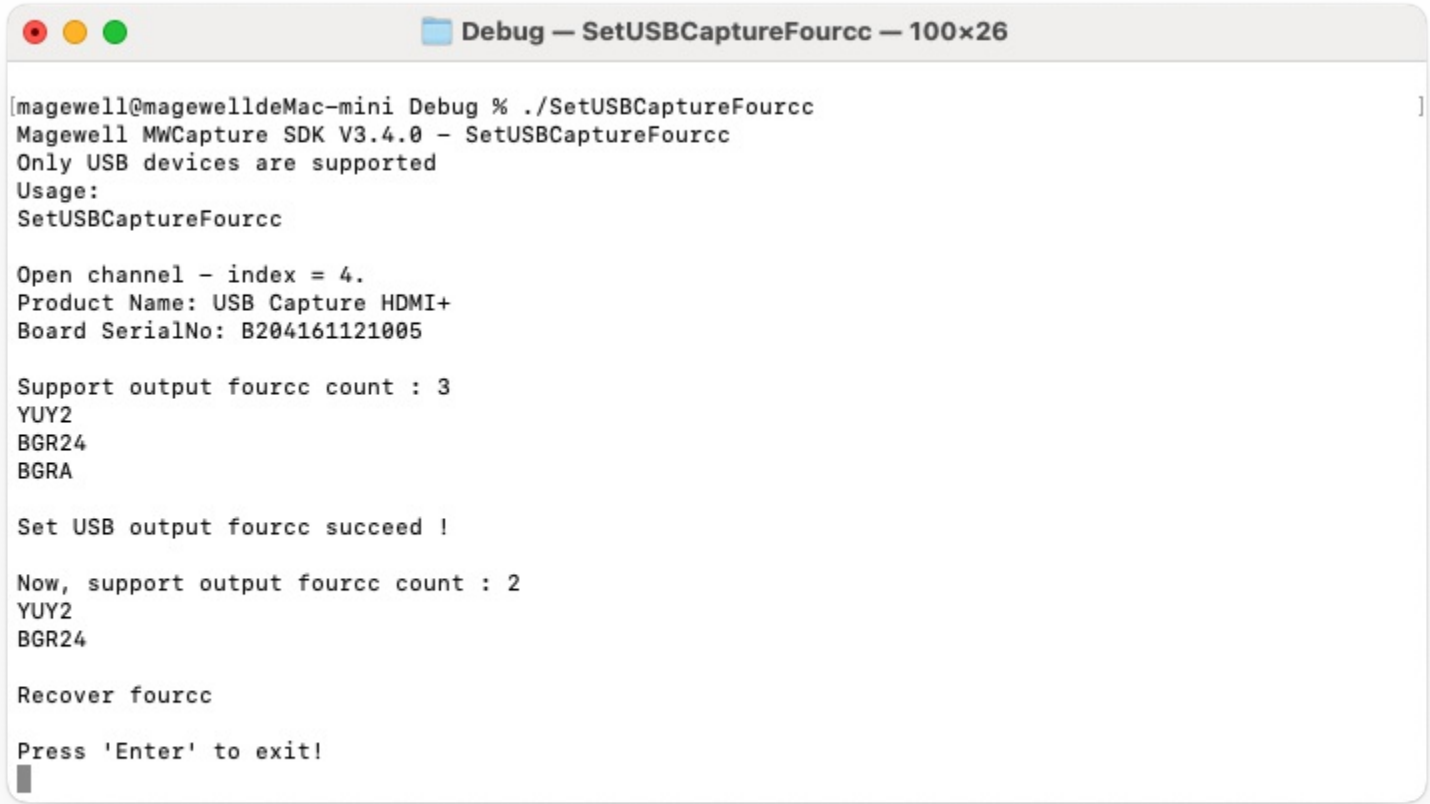 Debug — SetUSBCaptureFourcc — 100×26
[magewell@magewelldeMac-mini Debug % ./SetUSBCaptureFourcc ]
Magewell MWCapture SDK V3.4.0 - SetUSBCaptureFourcc
Only USB devices are supported
Usage:
SetUSBCaptureFourcc
Open channel - index = 4.
Product Name: USB Capture HDMI+
Board SerialNo: B204161121005
Support output fourcc count : 3
YUY2
BGR24
BGRA
Set USB output fourcc succeed !
Now, support output fourcc count : 2
YUY2
BGR24
Recover fourcc
Press 'Enter' to exit!